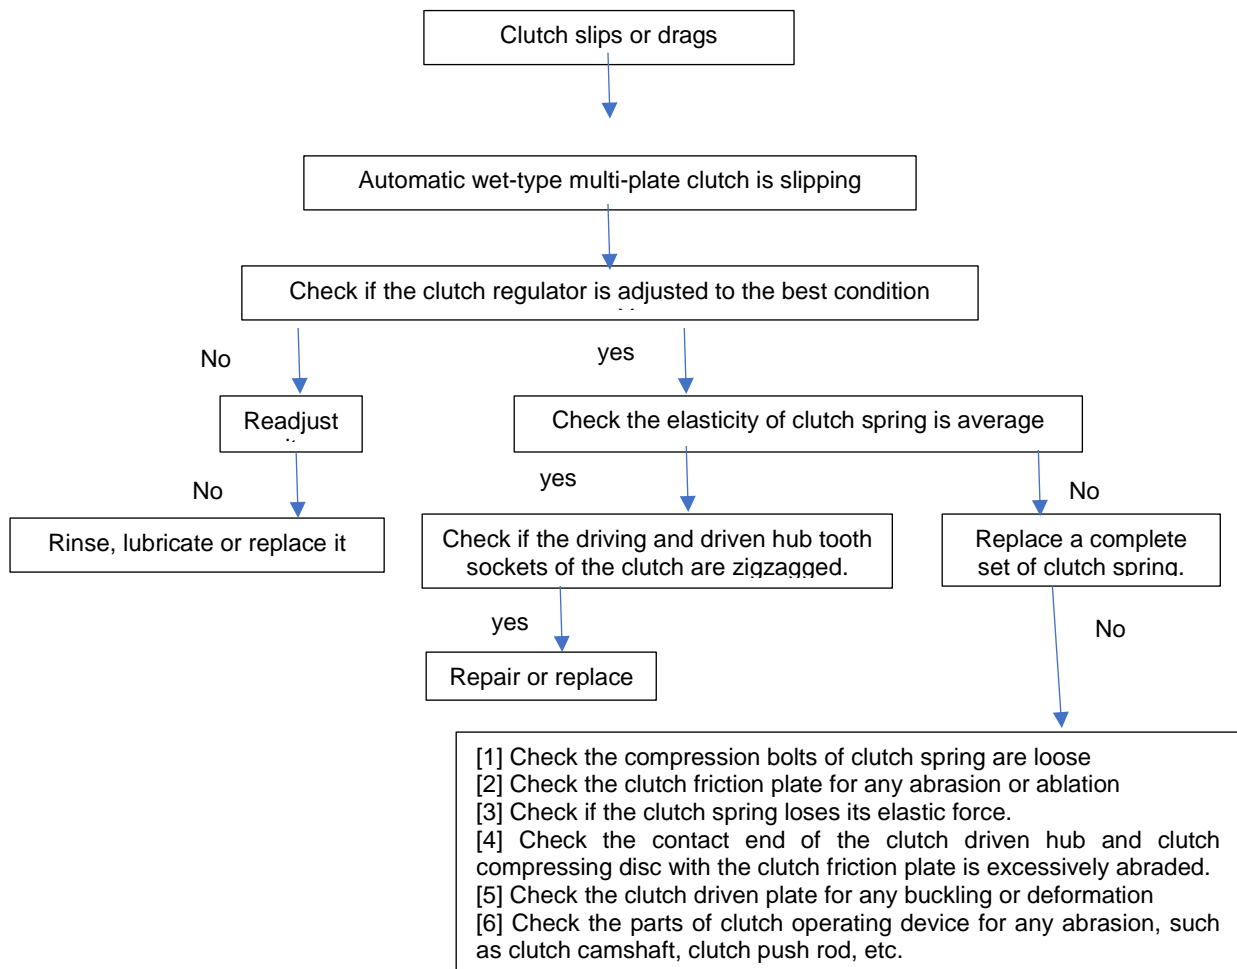 Clutch slips or drags
Automatic wet-type multi-plate clutch is slipping
Check if the clutch regulator is adjusted to the best condition
No
yes
Readjust
Check the elasticity of clutch spring is average
No
yes
No
Rinse, lubricate or replace it
Check if the driving and driven hub tooth
sockets of the clutch are zigzagged.
Replace a complete
set of clutch spring.
yes
No
Repair or replace
[1] Check the compression bolts of clutch spring are loose
[2] Check the clutch friction plate for any abrasion or ablation
[3] Check if the clutch spring loses its elastic force.
[4] Check the contact end of the clutch driven hub and clutch
compressing disc with the clutch friction plate is excessively abraded.
[5] Check the clutch driven plate for any buckling or deformation
[6] Check the parts of clutch operating device for any abrasion, such
as clutch camshaft, clutch push rod, etc.